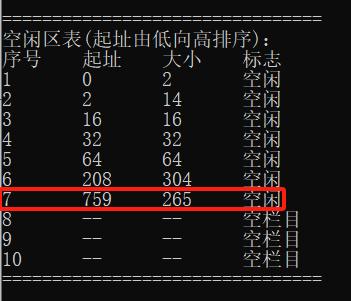 ================================
空闲区表(起址由低向高排序):
序号 起址 大小 标志
1 0 2 空闲
2 2 14 空闲
3 16 16 空闲
4 32 32 空闲
5 64 64 空闲
6 208 304 空闲
7 759 265 空闲
8 -- -- 空栏目
9 -- -- 空栏目
10 -- -- 空栏目
================================